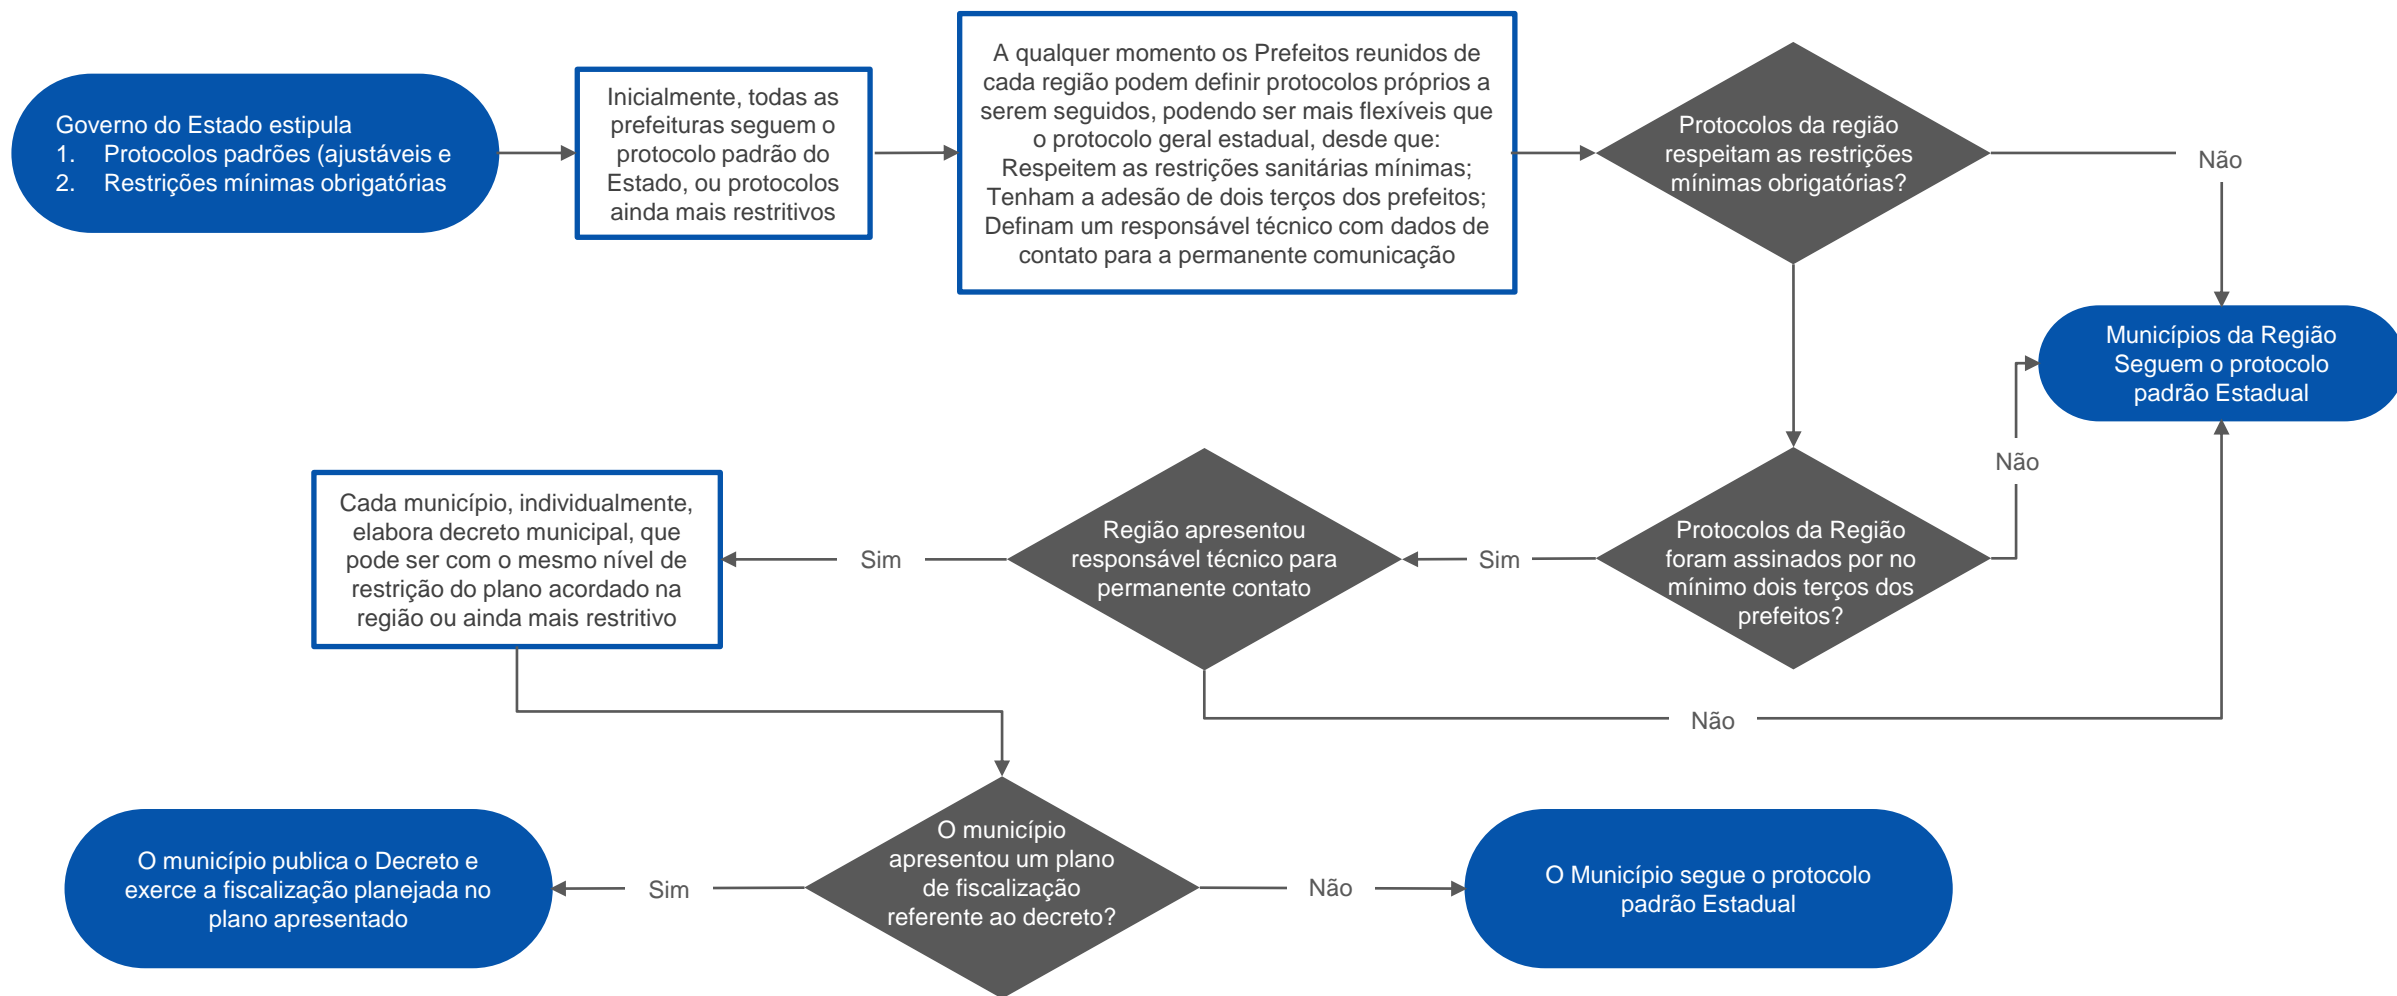 Governo do Estado estipula
1. Protocolos padrões (ajustáveis e
2. Restrições mínimas obrigatórias
Inicialmente, todas as
prefeituras seguem o
protocolo padrão do
Estado, ou protocolos
ainda mais restritivos
A qualquer momento os Prefeitos reunidos de
cada região podem definir protocolos próprios a
serem seguidos, podendo ser mais flexíveis que
o protocolo geral estadual, desde que:
Respeitem as restrições sanitárias mínimas;
Tenham a adesão de dois terços dos prefeitos;
Definam um responsável técnico com dados de
contato para a permanente comunicação
Protocolos da região
respeitam as restrições
mínimas obrigatórias?
Não
Municípios da Região
Seguem o protocolo
padrão Estadual
Não
Protocolos da Região
foram assinados por no
mínimo dois terços dos
prefeitos?
Sim
Região apresentou
responsável técnico para
permanente contato
Sim
Não
Cada município, individualmente,
elabora decreto municipal, que
pode ser com o mesmo nível de
restrição do plano acordado na
região ou ainda mais restritivo
O município
apresentou um plano
de fiscalização
referente ao decreto?
Sim
O município publica o Decreto e
exerce a fiscalização planejada no
plano apresentado
Não
O Município segue o protocolo
padrão Estadual